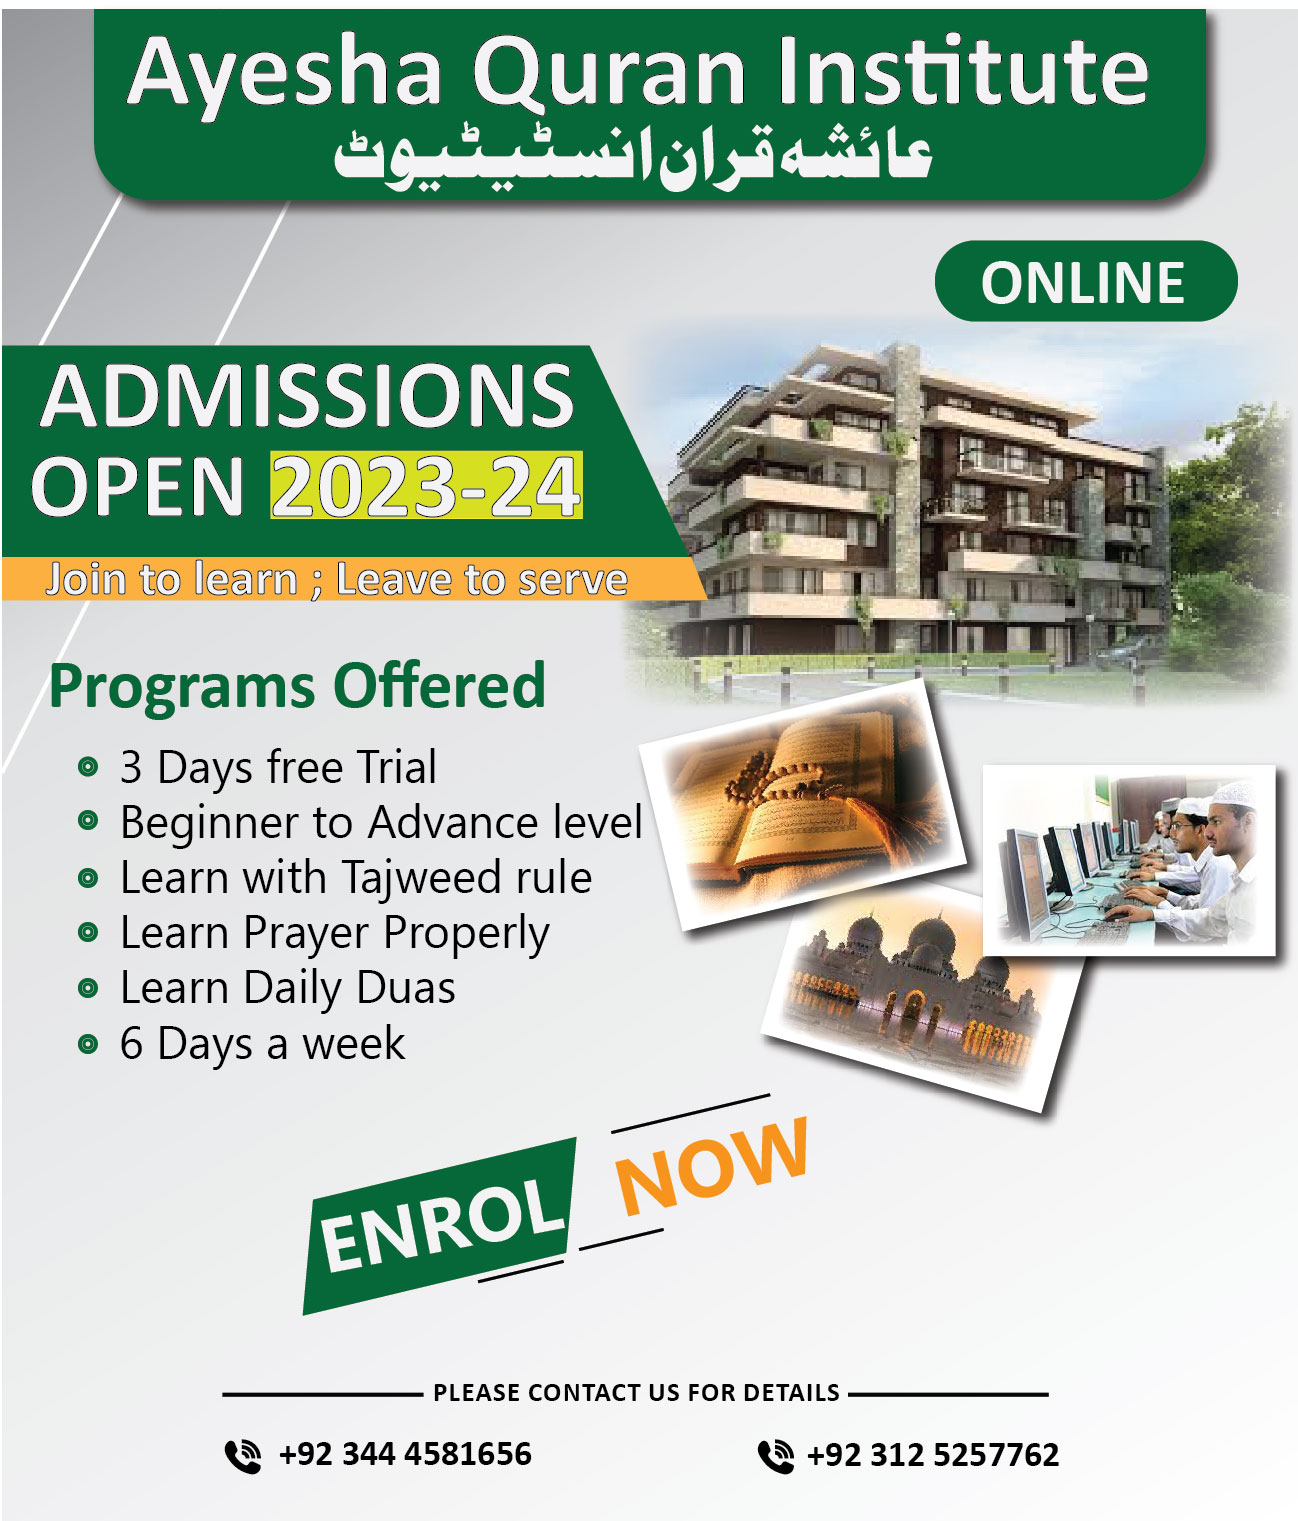 Ayesha Quran Institute
عائشہ قران انسٹیٹیوٹ
ONLINE
ADMISSIONS
OPEN 2023-24
Join to learn ; Leave to serve
Programs Offered
3 Days free Trial
Beginner to Advance level
Learn with Tajweed rule
Learn Prayer Properly
Learn Daily Duas
6 Days a week
ENROL NOW
PLEASE CONTACT US FOR DETAILS
+92 344 4581656
+92 312 5257762